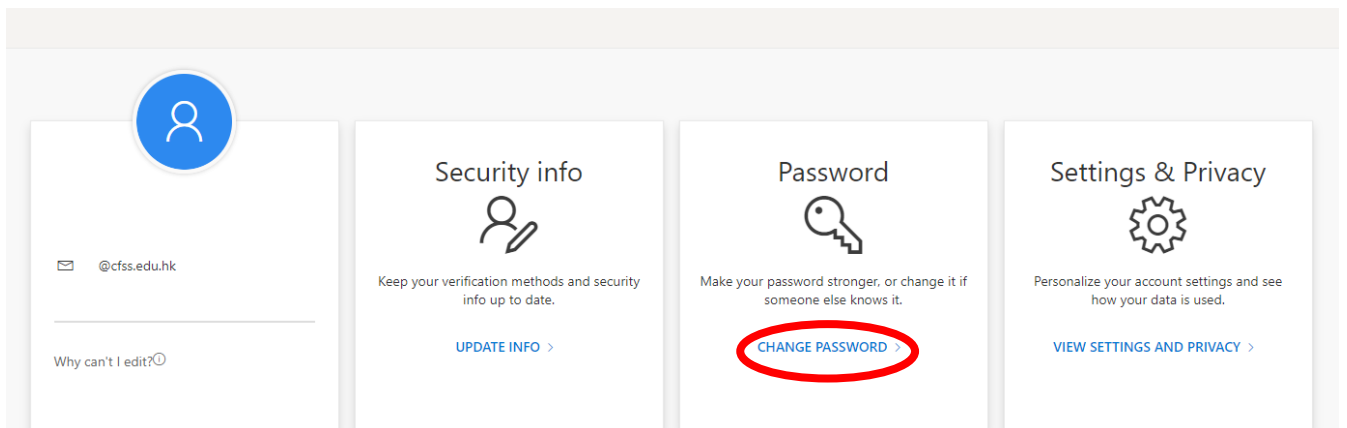 @cfss.edu.hk
Why can't I edit?
Security info
Keep your verification methods and security
info up to date.
UPDATE INFO >
Password
Make your password stronger, or change it if
someone else knows it.
CHANGE PASSWORD >
Settings & Privacy
Personalize your account settings and see
how your data is used.
VIEW SETTINGS AND PRIVACY >